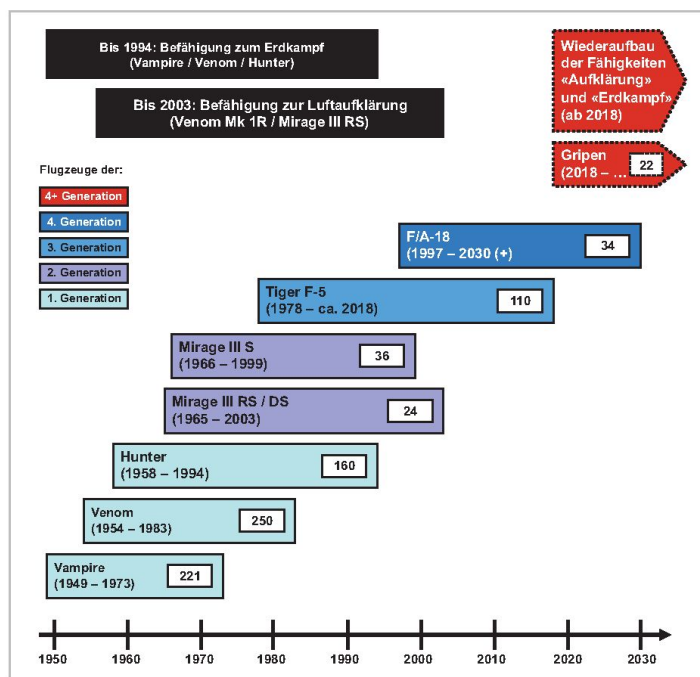 Bis 1994: Befähigung zum Erdkampf
(Vampire / Venom / Hunter)
Bis 2003: Befähigung zur Luftaufklärung
(Venom Mk 1R / Mirage III RS)
Wiederaufbau
der Fähigkeiten
«Aufklärung»
und «Erdkampf»
(ab 2018)
Gripen
(2018 – ...
22
Flugzeuge der:
4+ Generation
4. Generation
3. Generation
2. Generation
1. Generation
F/A-18
(1997 – 2030 (+)
34
Tiger F-5
(1978 – ca. 2018)
110
Mirage III S
(1966 – 1999)
36
Mirage III RS / DS
(1965 – 2003)
24
Hunter
(1958 – 1994)
160
Venom
(1954 – 1983)
250
Vampire
(1949 – 1973)
221
1950 1960 1970 1980 1990 2000 2010 2020 2030